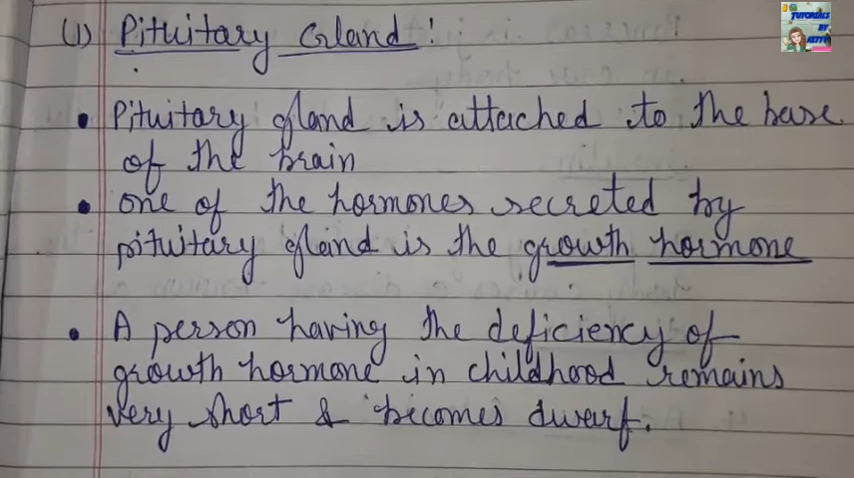 (1) Pituitary Gland:
• Pituitary gland is attached to the base
of the brain
• one of the hormones secreted by
pituitary gland is the growth hormone
• A person having the deficiency of
growth hormone in childhood remains
very short & becomes dwarf.
TUTORIALS
BY